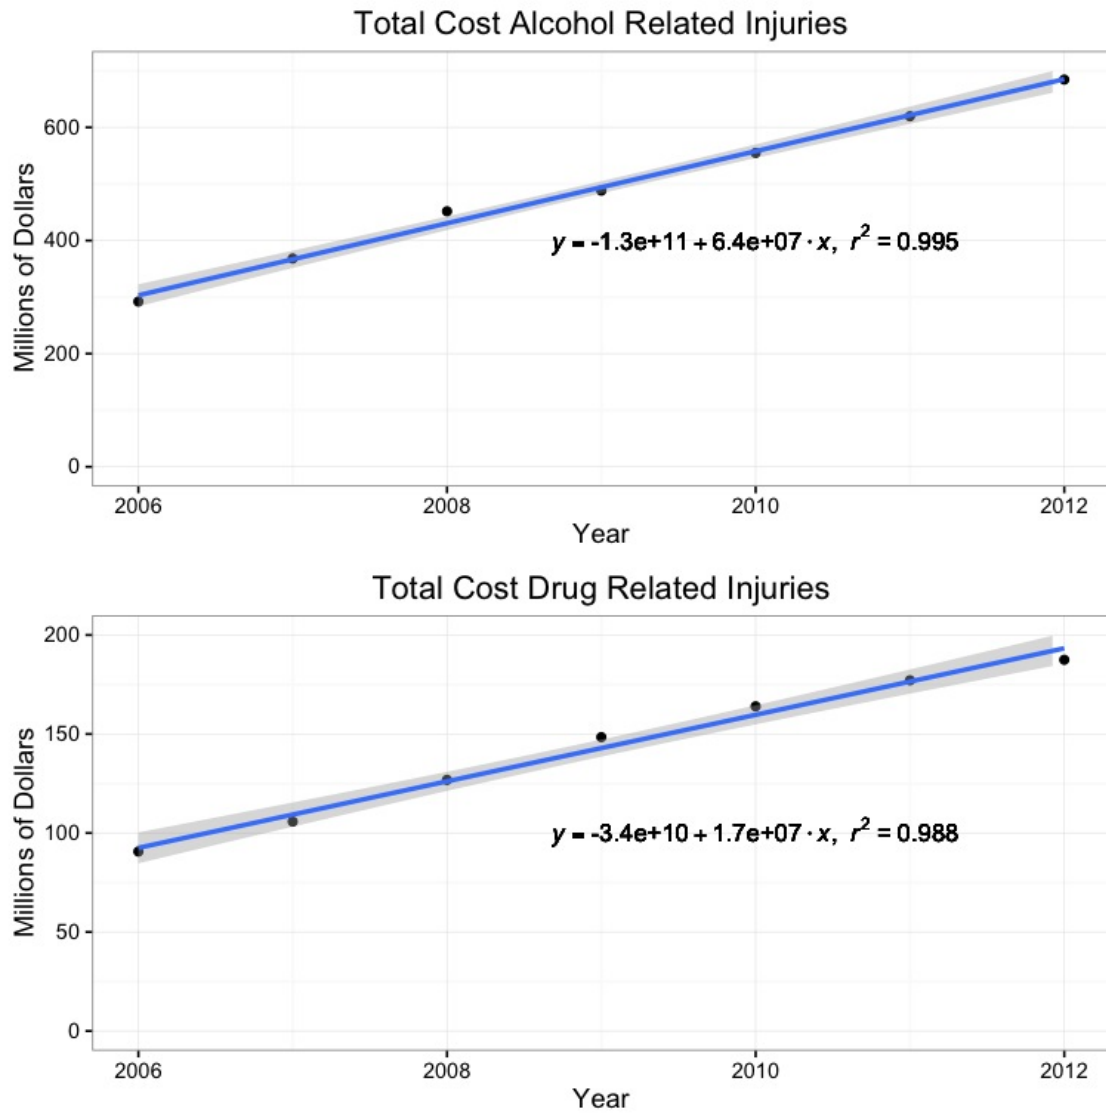 Total Cost Alcohol Related Injuries
Millions of Dollars
600
400
200
0
y = -1.3e+11 + 6.4e+07 · x, r² = 0.995
2006 2008 2010 2012
Year
Total Cost Drug Related Injuries
Millions of Dollars
200
150
100
50
0
y = -3.4e+10 + 1.7e+07 · x, r² = 0.988
2006 2008 2010 2012
Year